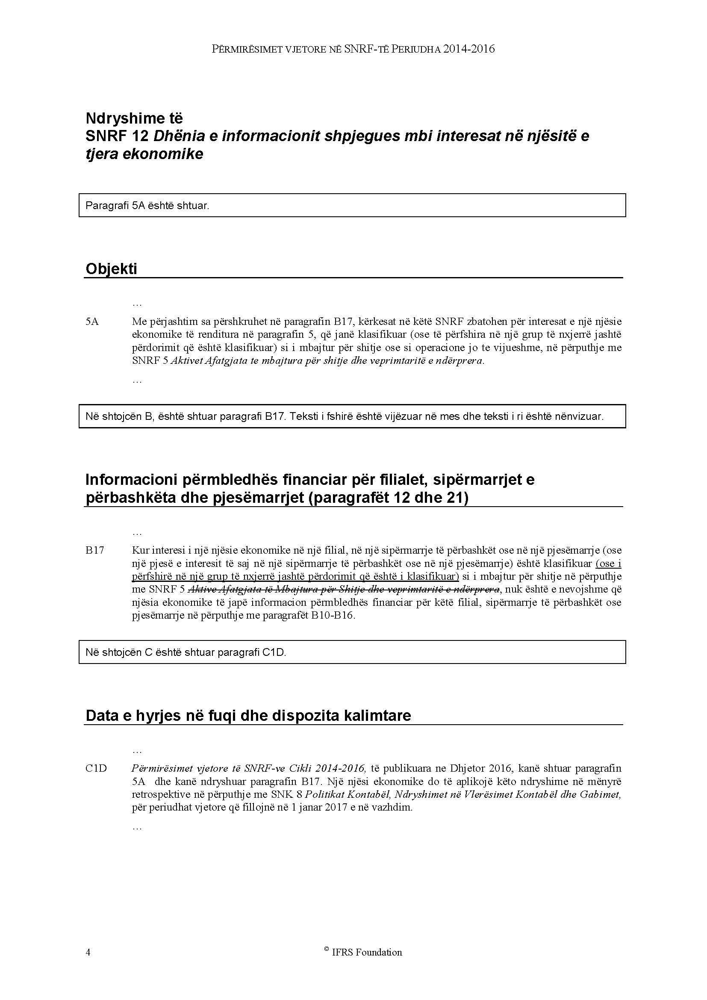 PËRMIRËSIMET VJETORE NË SNRF-TË PERIUDHA 2014-2016
Ndryshime të
SNRF 12 Dhënia e informacionit shpjegues mbi interesat në njësitë e
tjera ekonomike
Paragrafi 5A është shtuar.
Objekti
…
5A Me përjashtim sa përshkruhet në paragrafin B17, kërkesat në këtë SNRF zbatohen për interesat e një njësie
ekonomike të renditura në paragrafin 5, që janë klasifikuar (ose të përfshira në një grup të nxjerrë jashtë
përdorimit që është klasifikuar) si i mbajtur për shitje ose si operacione jo te vijueshme, në përputhje me
SNRF 5 Aktivet Afatgjata te mbajtura për shitje dhe veprimtaritë e ndërprera.
…
Në shtojcën B, është shtuar paragrafi B17. Teksti i fshirë është vijëzuar në mes dhe teksti i ri është nënvizuar.
Informacioni përmbledhës financiar për filialet, sipërmarrjet e
përbashkëta dhe pjesëmarrjet (paragrafët 12 dhe 21)
…
B17 Kur interesi i një njësie ekonomike në një filial, në një sipërmarrje të përbashkët ose në një pjesëmarrje (ose
një pjesë e interesit të saj në një sipërmarrje të përbashkët ose në një pjesëmarrje) është klasifikuar (ose i
përfshirë në një grup të nxjerrë jashtë përdorimit që është i klasifikuar) si i mbajtur për shitje në përputhje
me SNRF 5 Aktive Afatgjata të Mbajtura për Shitje dhe veprimtaritë e ndërprera, nuk është e nevojshme që
njësia ekonomike të japë informacion përmbledhës financiar për këtë filial, sipërmarrje të përbashkët ose
pjesëmarrje në përputhje me paragrafët B10-B16.
Në shtojcën C është shtuar paragrafi C1D.
Data e hyrjes në fuqi dhe dispozita kalimtare
…
C1D Përmirësimet vjetore të SNRF-ve Cikli 2014-2016, të publikuara ne Dhjetor 2016, kanë shtuar paragrafin
5A dhe kanë ndryshuar paragrafin B17. Një njësi ekonomike do të aplikojë këto ndryshime në mënyrë
retrospektive në përputhje me SNK 8 Politikat Kontabël, Ndryshimet në Vlerësimet Kontabël dhe Gabimet,
për periudhat vjetore që fillojnë në 1 janar 2017 e në vazhdim.
…
4 © IFRS Foundation